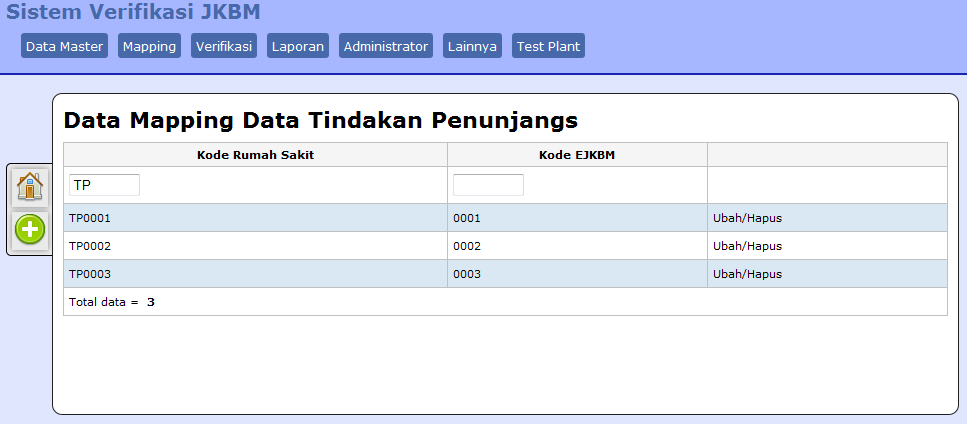 Sistem Verifikasi JKBM
Data Master Mapping Verifikasi Laporan Administrator Lainnya Test Plant
Data Mapping Data Tindakan Penunjangs
Kode Rumah Sakit Kode EJKBM
TP
TP0001 0001 Ubah/Hapus
TP0002 0002 Ubah/Hapus
TP0003 0003 Ubah/Hapus
Total data = 3